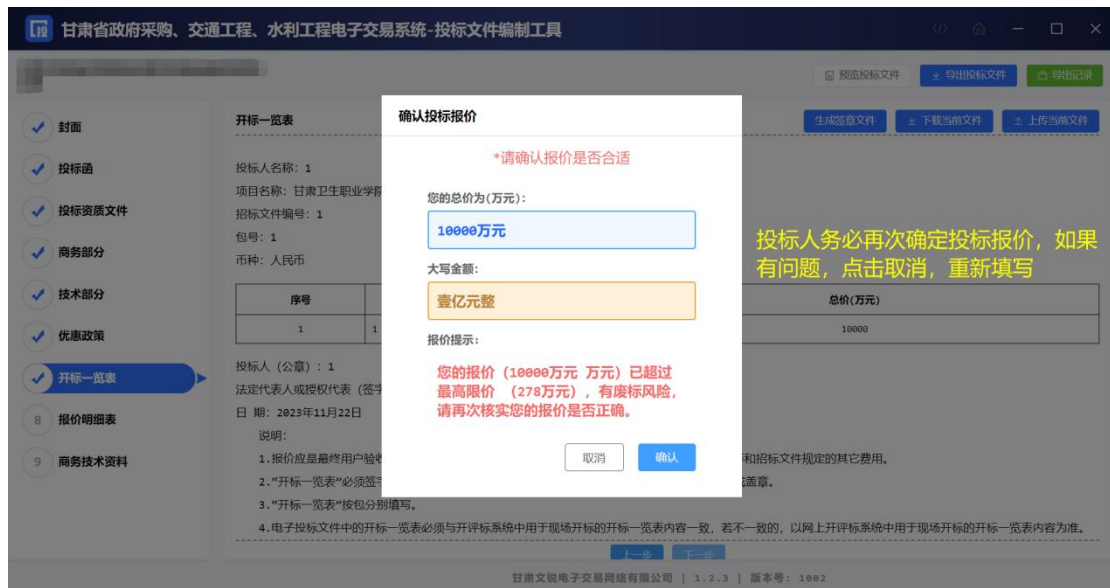 甘肃省政府采购、交通工程、水利工程电子交易系统-投标文件编制工具
预览投标文件
导出投标文件
导出记录
封面
投标函
投标资质文件
商务部分
技术部分
优惠政策
开标一览表
8 报价明细表
9 商务技术资料
开标一览表
生成签章文件
下载当前文件
上传当前文件
投标人名称: 1
项目名称: 甘肃卫生职业学院
招标文件编号: 1
包号: 1
币种: 人民币
序号
总价(万元)
1
1
10000
投标人（公章）: 1
法定代表人或授权代表（签字
日 期: 2023年11月22日
说明:
1.报价应是最终用户验收
和招标文件规定的其它费用。
2.“开标一览表”必须签字
盖章。
3.“开标一览表”按包分别填写。
4.电子投标文件中的开标一览表必须与开评标系统中用于现场开标的开标一览表内容一致，若不一致的，以网上开评标系统中用于现场开标的开标一览表内容为准。
上一步
下一步
确认投标报价
*请确认报价是否合适
您的总价为(万元):
10000万元
大写金额:
壹亿元整
报价提示:
您的报价（10000万元 万元）已超过
最高限价 （278万元）, 有废标风险,
请再次核实您的报价是否正确。
取消
确认
投标人务必再次确定投标报价，如果
有问题，点击取消，重新填写
甘肃文锐电子交易网络有限公司 | 1.2.3 | 版本号: 1002